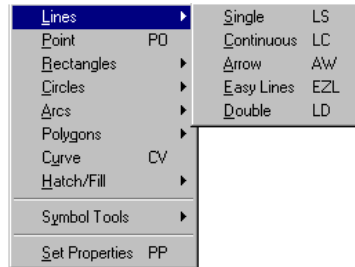 Lines
Point PO
Rectangles
Circles
Arcs
Polygons
Curve CV
Hatch/Fill
Symbol Tools
Set Properties PP
Single LS
Continuous LC
Arrow AW
Easy Lines EZL
Double LD